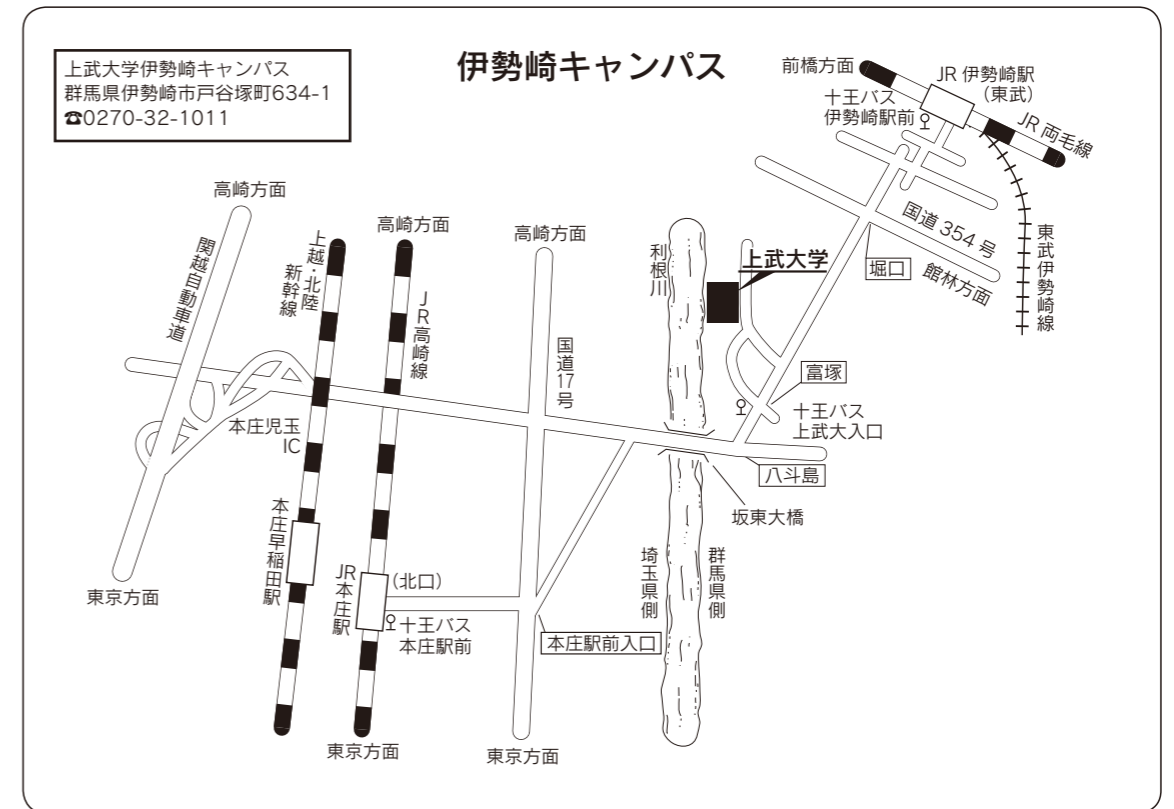 上武大学伊勢崎キャンパス
群馬県伊勢崎市戸谷塚町634-1
☎0270-32-1011
伊勢崎キャンパス
前橋方面
JR 伊勢崎駅
(東武)
十王バス
伊勢崎駅前
JR 両毛線
国道 354 号
館林方面
東武伊勢崎線
堀口
高崎方面
関越自動車道
上越・北陸
新幹線
高崎方面
JR高崎線
高崎方面
国道17号
利根川
上武大学
富塚
十王バス
上武大入口
八斗島
坂東大橋
本庄児玉
IC
本庄早稲田駅
JR本庄駅
(北口)
十王バス
本庄駅前
本庄駅前入口
埼玉県側
群馬県側
東京方面
東京方面
東京方面